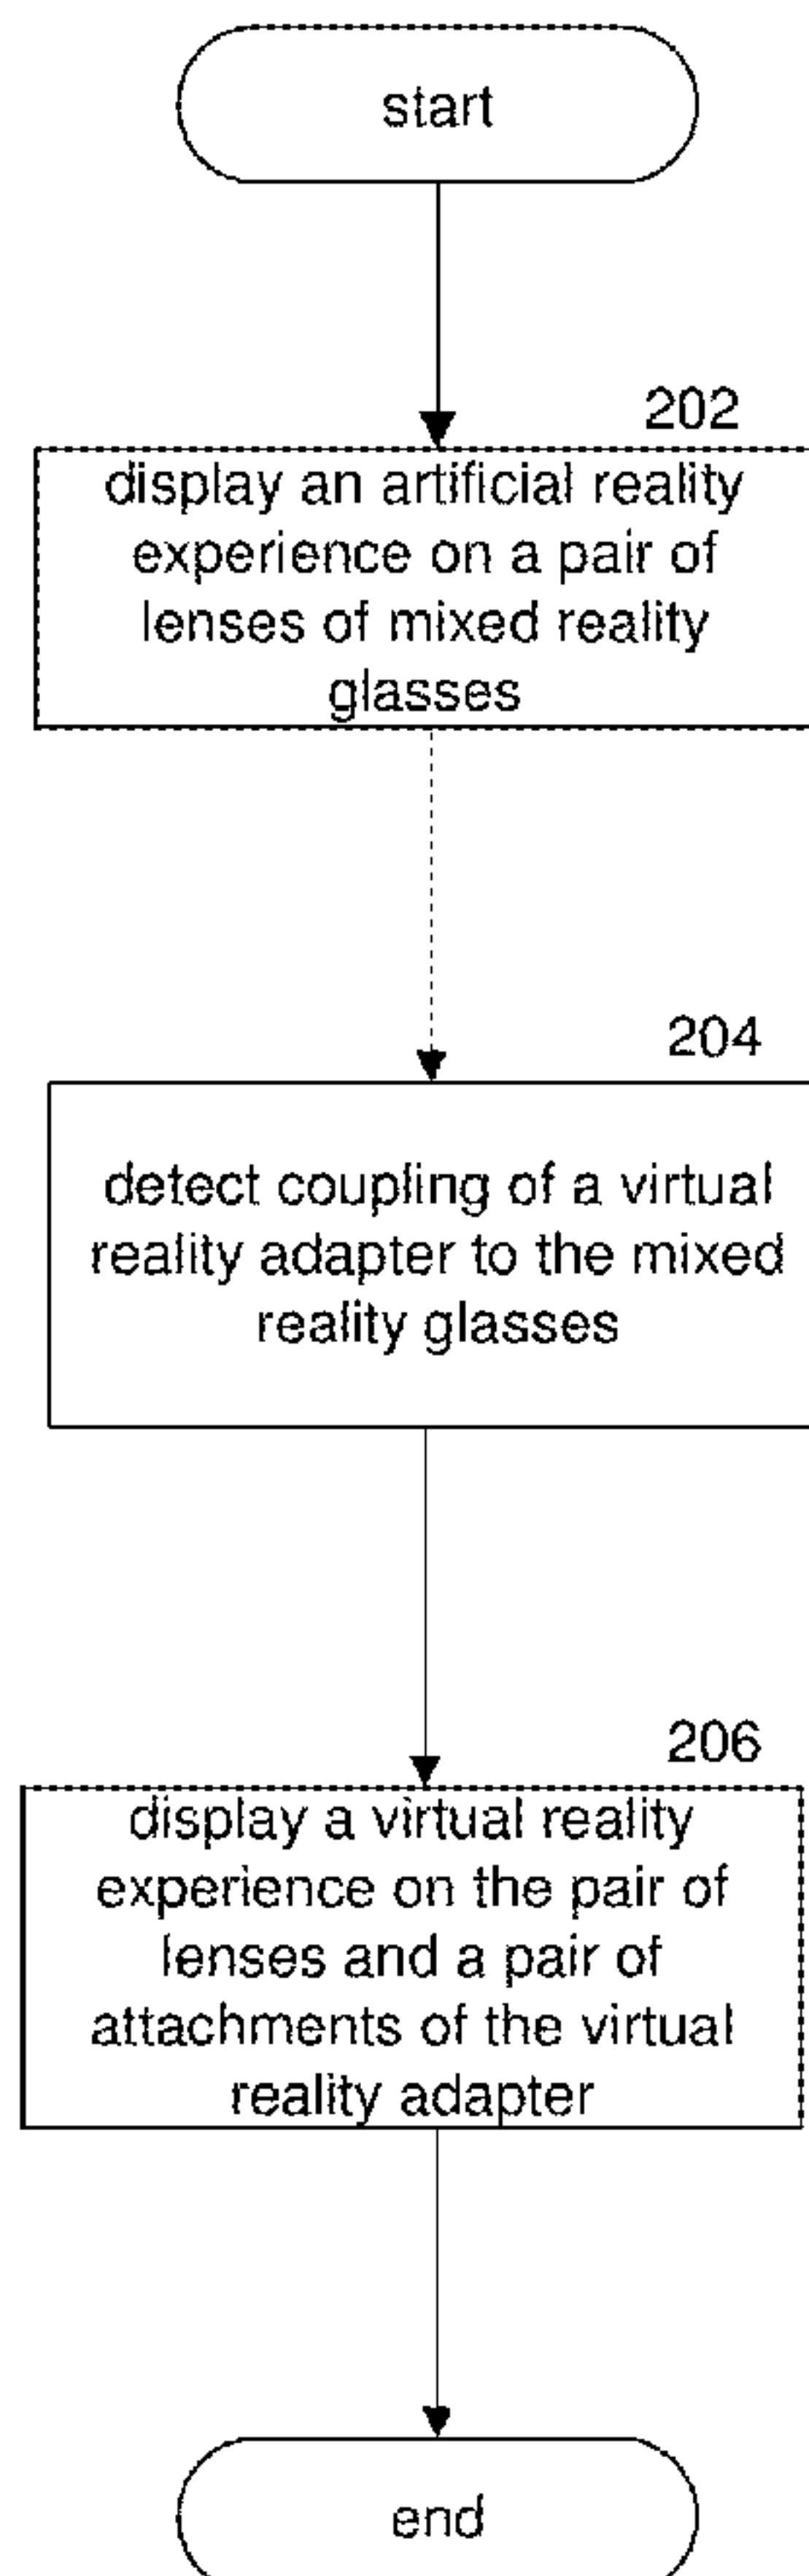 start
202
display an artificial reality
experience on a pair of
lenses of mixed reality
glasses
204
detect coupling of a virtual
reality adapter to the mixed
reality glasses
206
display a virtual reality
experience on the pair of
lenses and a pair of
attachments of the virtual
reality adapter
end